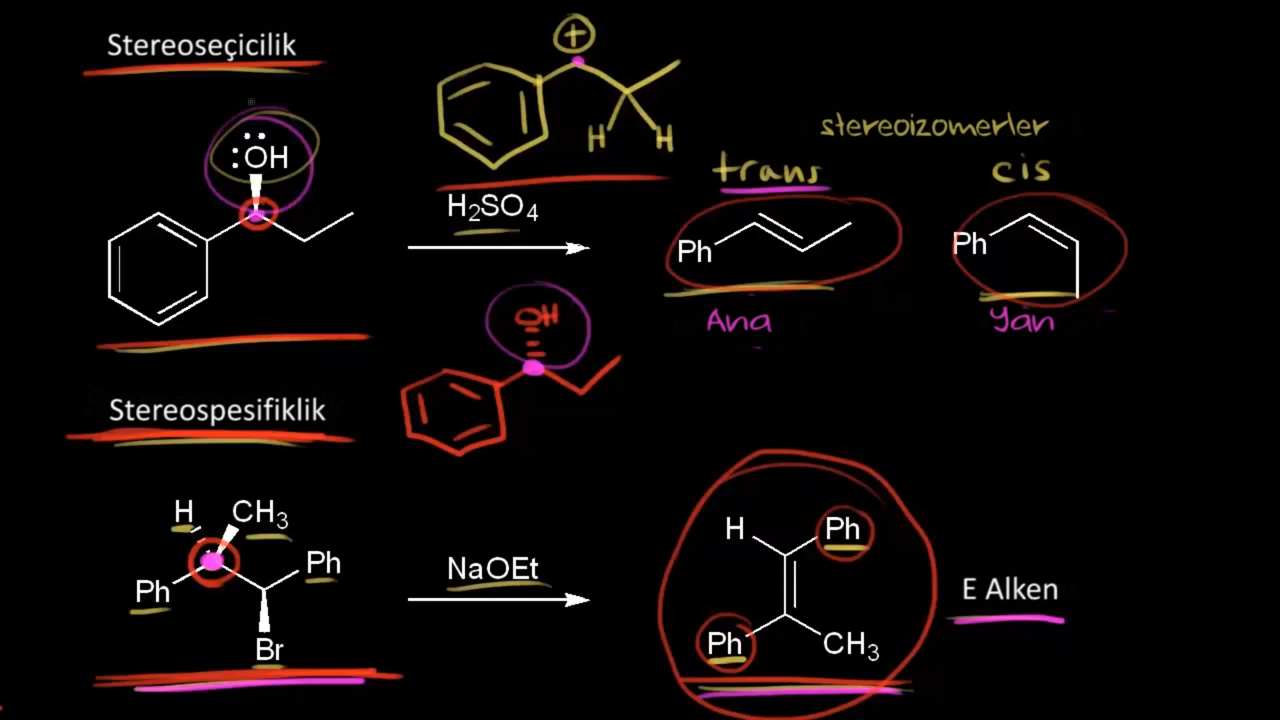 Stereoseçicilik
+
H H
stereoizomerler
trans cis
:OH
H₂SO₄
Ph
Ph
Ana
Yan
OH
Stereospesifiklik
H CH₃
Ph
Ph
Br
NaOEt
H Ph
Ph CH₃
E Alken